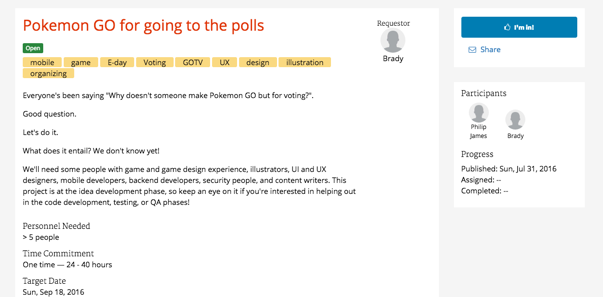 Pokemon GO for going to the polls
Open
mobile game E-day Voting GOTV UX design illustration
organizing
Requestor
Brady
Everyone's been saying "Why doesn't someone make Pokemon GO but for voting?".
Good question.
Let's do it.
What does it entail? We don't know yet!
We'll need some people with game and game design experience, illustrators, UI and UX
designers, mobile developers, backend developers, security people, and content writers. This
project is at the idea development phase, so keep an eye on it if you're interested in helping out
in the code development, testing, or QA phases!
Personnel Needed
> 5 people
Time Commitment
One time — 24 - 40 hours
Target Date
Sun, Sep 18, 2016
I'm in!
Share
Participants
Philip
James
Brady
Progress
Published: Sun, Jul 31, 2016
Assigned: --
Completed: --